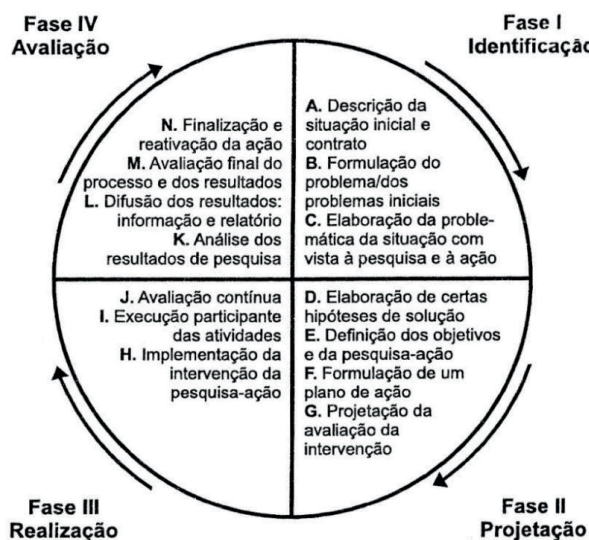 Fase IV
Avaliação
Fase I
Identificação
N. Finalização e
reativação da ação
M. Avaliação final do
processo e dos resultados
L. Difusão dos resultados:
informação e relatório
K. Análise dos
resultados de pesquisa
A. Descrição da
situação inicial e
contrato
B. Formulação do
problema/dos
problemas iniciais
C. Elaboração da proble-
mática da situação com
vista à pesquisa e à ação
J. Avaliação contínua
I. Execução participante
das atividades
H. Implementação da
intervenção da
pesquisa-ação
D. Elaboração de certas
hipóteses de solução
E. Definição dos objetivos
e da pesquisa-ação
F. Formulação de um
plano de ação
G. Projetação da
avaliação da
intervenção
Fase III
Realização
Fase II
Projetação